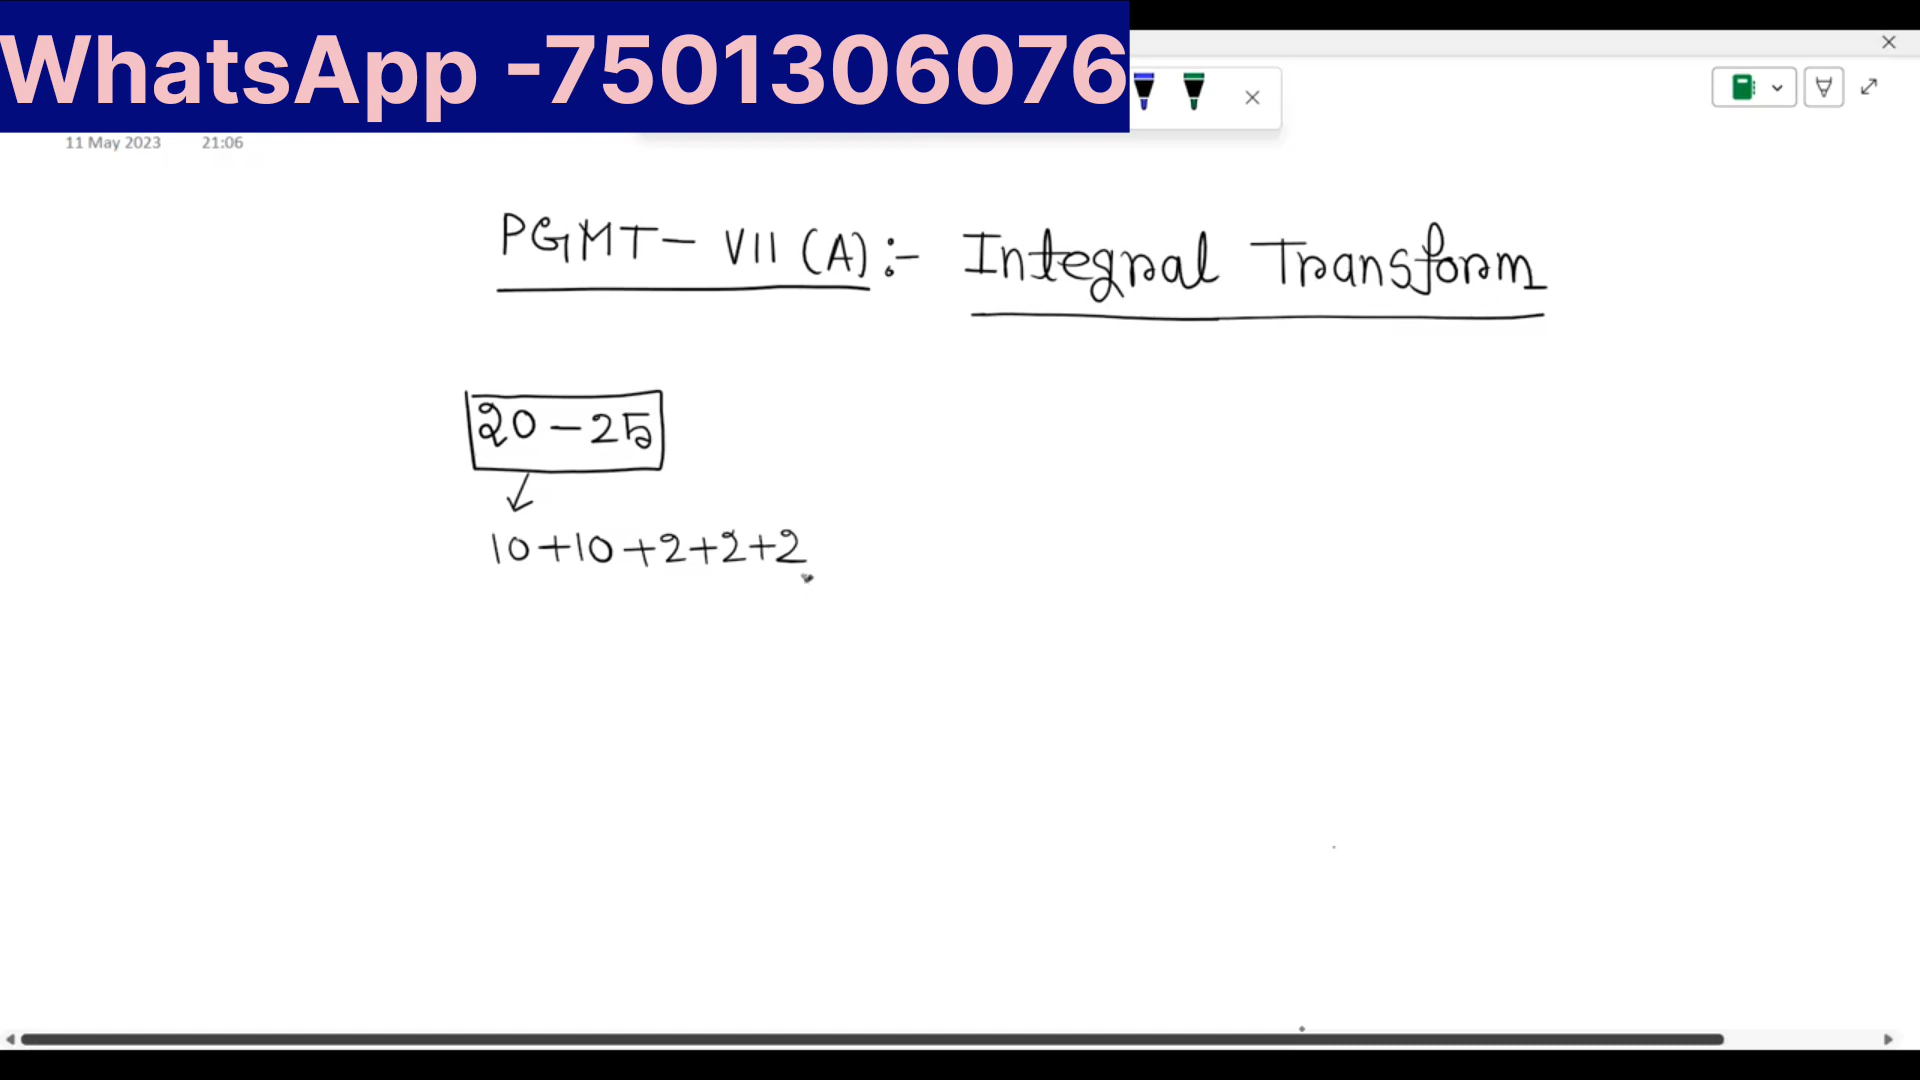 WhatsApp -7501306076
11 May 2023 21:06
PGMT- VII (A):- Integral Transform
20-25
10+10+2+2+2